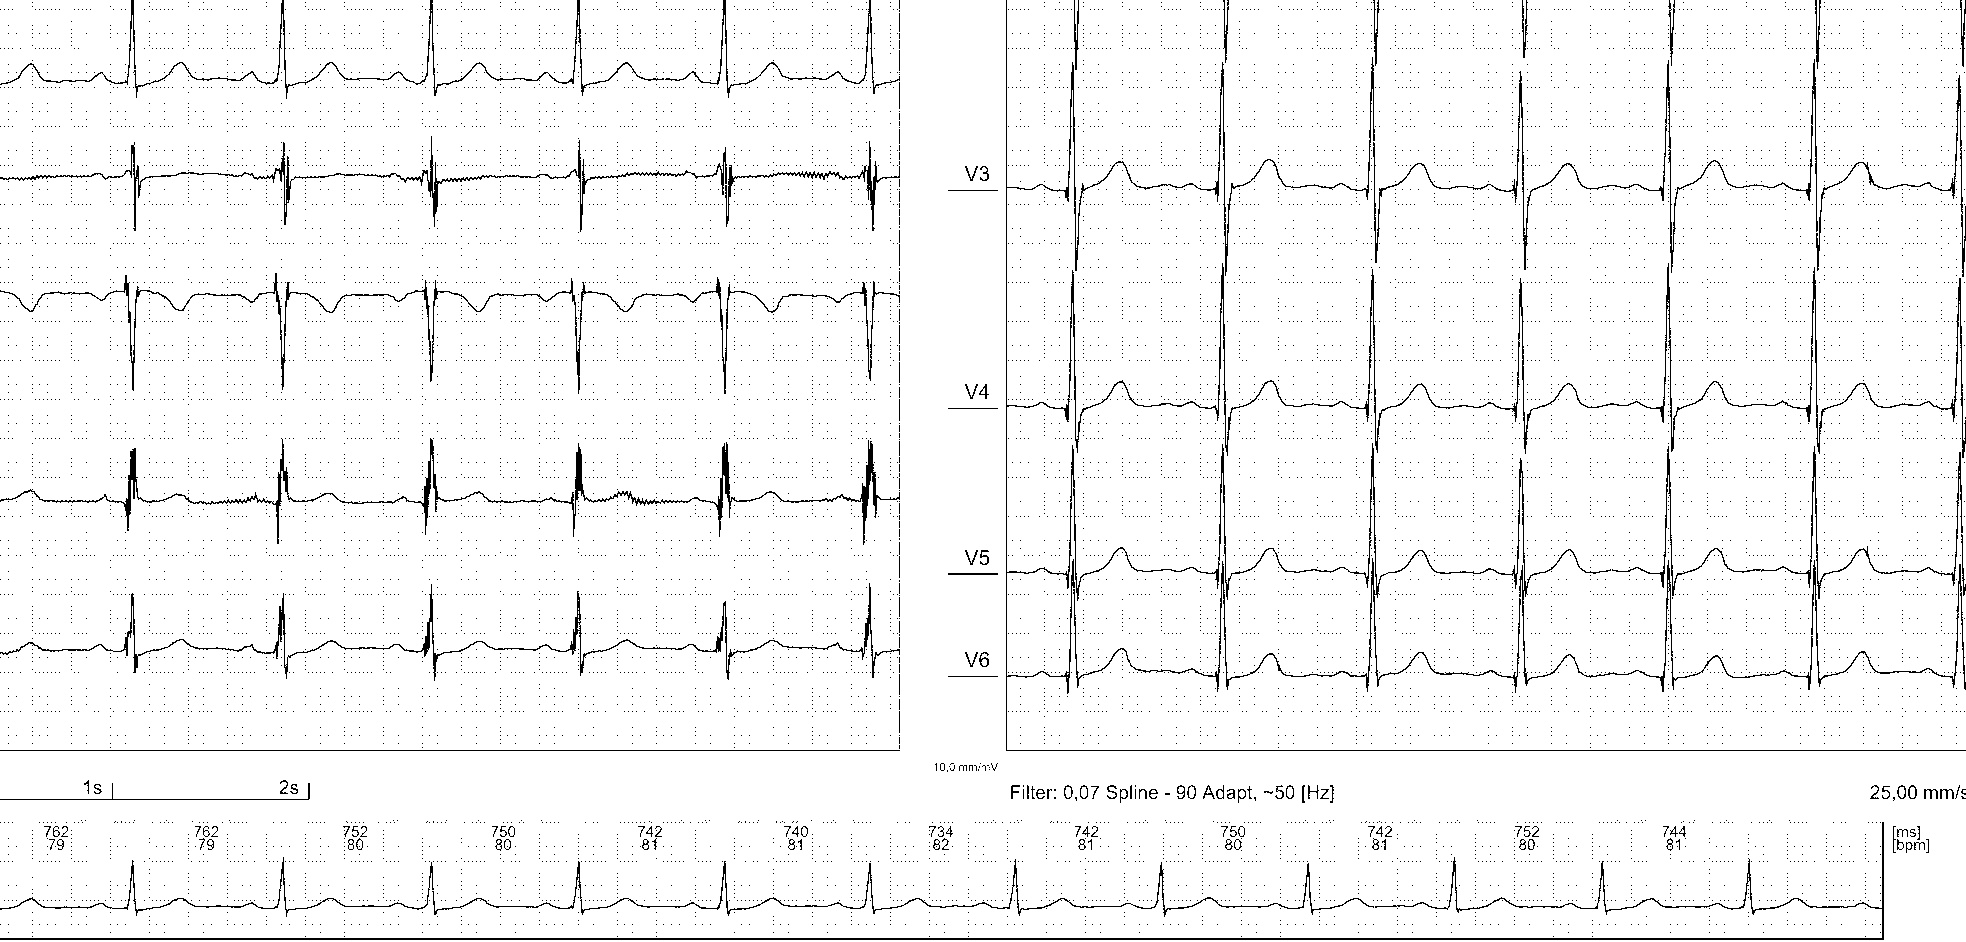 V3
V4
V5
V6
10,0 mm/mV
1s 2s
Filter: 0,07 Spline - 90 Adapt, ~50 [Hz]
25,00 mm/s
762 762 752 750 742 740 734 742 750 742 752 744 [ms]
79 79 80 80 81 81 82 81 80 81 80 81 [bpm]